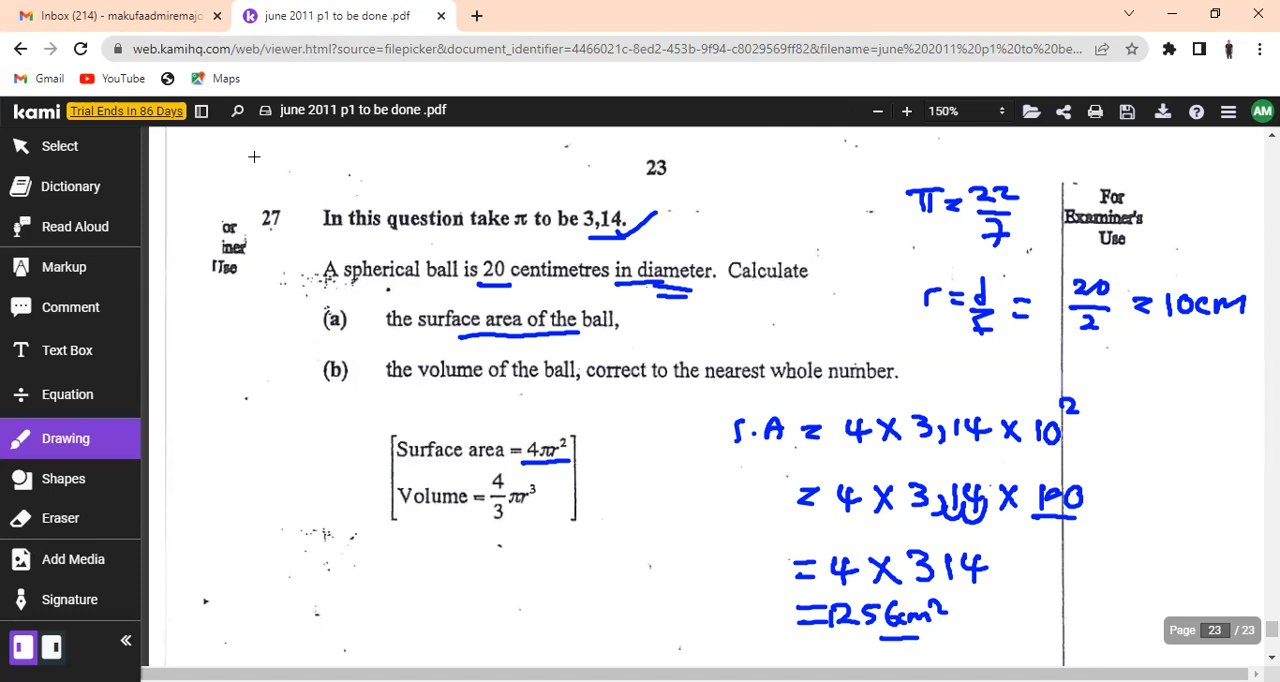 Inbox (214) - makufaadmiremajo
june 2011 p1 to be done .pdf
web.kamihq.com/web/viewer.html?source=filepicker&document_identifier=4466021c-8ed2-453b-9f94-c8029569ff82&filename=june%202011%20p1%20to%20be...
Gmail YouTube Maps
kami Trial Ends In 86 Days june 2011 p1 to be done .pdf 150% AM
Select
Dictionary
Read Aloud
Markup
Comment
Text Box
Equation
Drawing
Shapes
Eraser
Add Media
Signature
23
For
Examiner's
Use
or
iner
Use
27 In this question take π to be 3,14.
A spherical ball is 20 centimetres in diameter. Calculate
(a) the surface area of the ball,
(b) the volume of the ball, correct to the nearest whole number.
[Surface area = 4πr²
Volume = 4/3 πr³]
π = 22/7
r = d/r = 20/2 = 10cm
S.A = 4 × 3,14 × 10²
= 4 × 3,14 × 100
= 4 × 314
= 1256cm²
Page 23 / 23